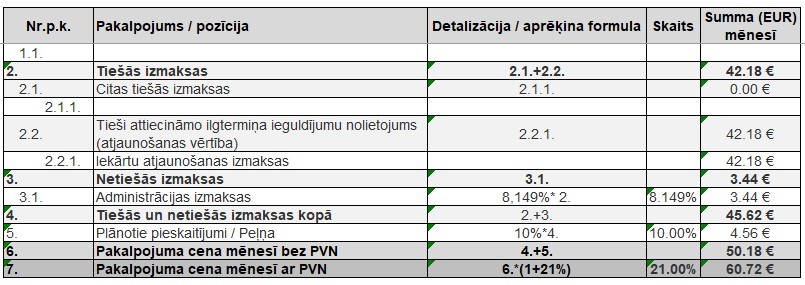 Nr.p.k. Pakalpojums / pozīcija Detalizācija / aprēķina formula Skaits Summa (EUR) mēnesī
1.1.
2. Tiešās izmaksas 2.1.+2.2. 42.18 €
2.1. Citas tiešās izmaksas 2.1.1. 0.00 €
2.1.1.
2.2. Tieši attiecināmo ilgtermiņa ieguldījumu nolietojums (atjaunošanas vērtība) 2.2.1. 42.18 €
2.2.1. Iekārtu atjaunošanas izmaksas 42.18 €
3. Netiešās izmaksas 3.1. 3.44 €
3.1. Administrācijas izmaksas 8,149%* 2. 8.149% 3.44 €
4. Tiešās un netiešās izmaksas kopā 2.+3. 45.62 €
5. Plānotie pieskaitījumi / Peļņa 10%*4. 10.00% 4.56 €
6. Pakalpojuma cena mēnesī bez PVN 4.+5. 50.18 €
7. Pakalpojuma cena mēnesī ar PVN 6.*(1+21%) 21.00% 60.72 €